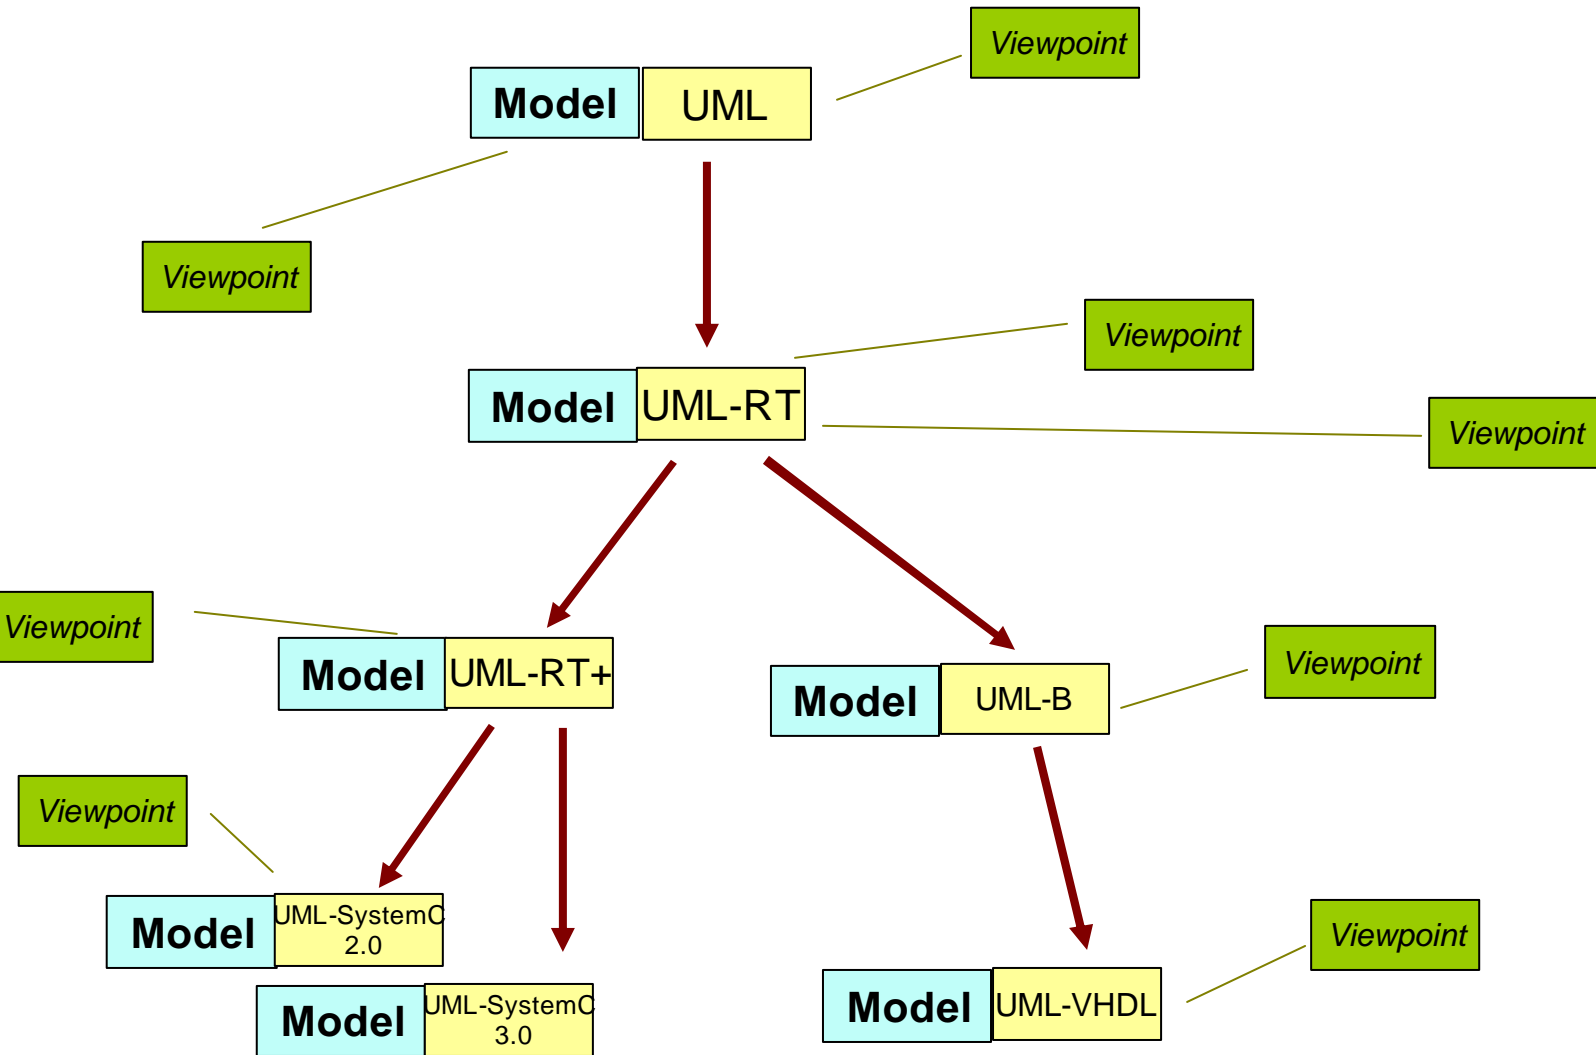 Viewpoint
Model UML
Viewpoint
Viewpoint
Model UML-RT
Viewpoint
Viewpoint
Model UML-RT+
Viewpoint
Model UML-B
Viewpoint
Model UML-SystemC
2.0
Viewpoint
Model UML-SystemC
3.0
Model UML-VHDL